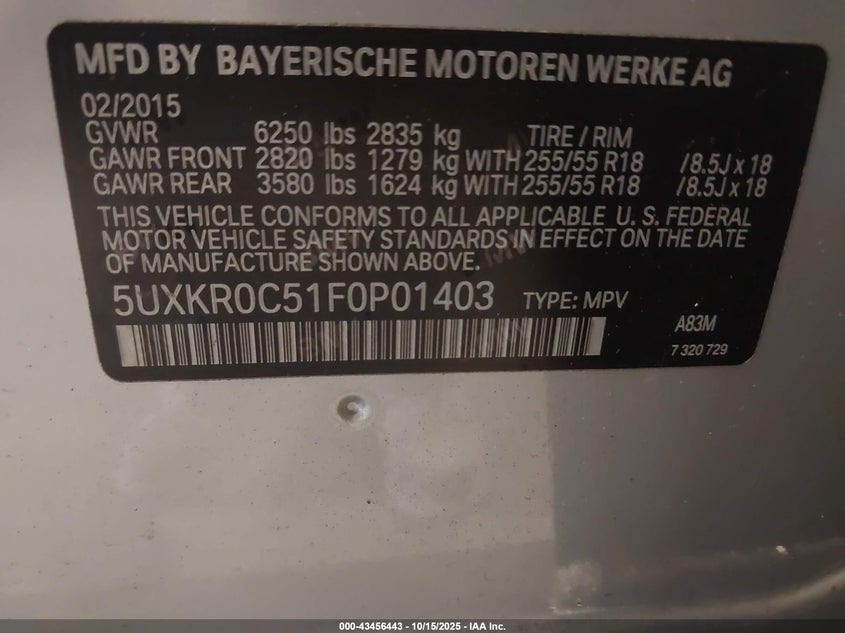 MFD BY BAYERISCHE MOTOREN WERKE AG
02/2015
GVWR 6250 lbs 2835 kg TIRE / RIM
GAWR FRONT 2820 lbs 1279 kg WITH 255/55 R18 /8.5J x 18
GAWR REAR 3580 lbs 1624 kg WITH 255/55 R18 /8.5J x 18
THIS VEHICLE CONFORMS TO ALL APPLICABLE U. S. FEDERAL
MOTOR VEHICLE SAFETY STANDARDS IN EFFECT ON THE DATE
OF MANUFACTURE SHOWN ABOVE.
5UXKR0C51F0P01403 TYPE: MPV
A83M
7 320 729
000-43456443 - 10/15/2025 - IAA Inc.